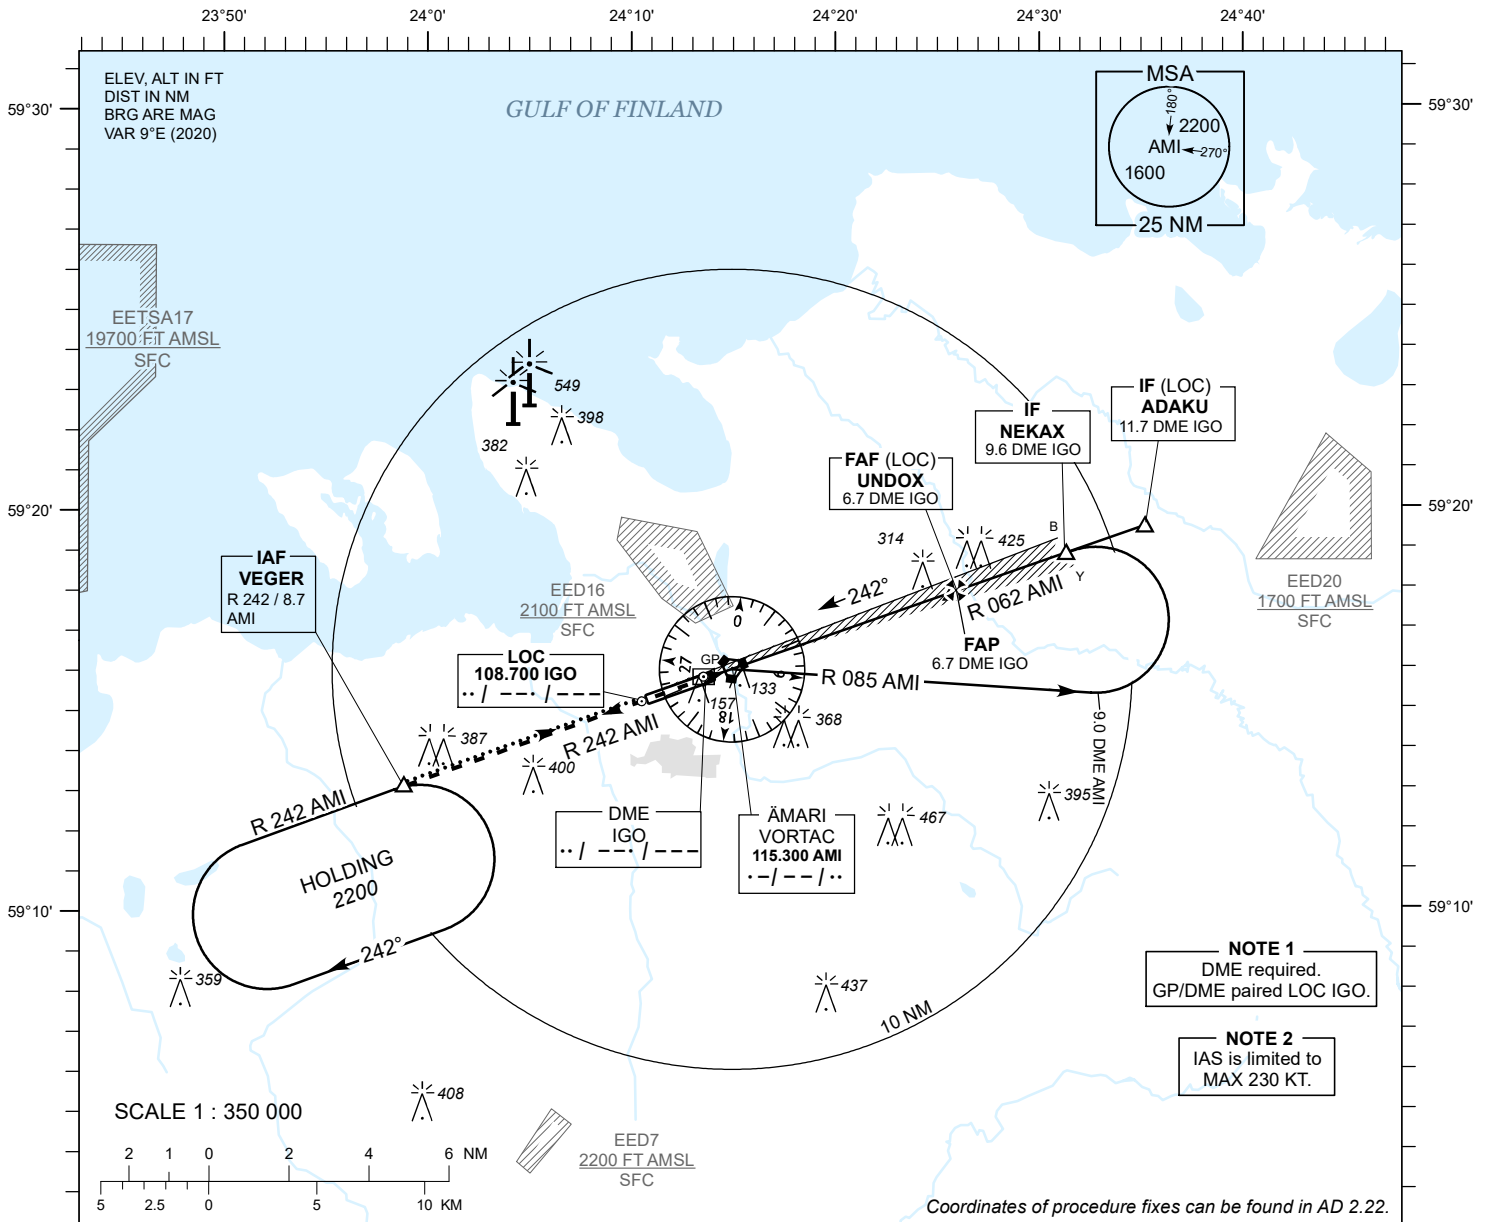 23°50'
24°0'
24°10'
24°20'
24°30'
24°40'
ELEV, ALT IN FT
DIST IN NM
BRG ARE MAG
VAR 9°E (2020)
GULF OF FINLAND
MSA
180°
2200
AMI
270°
1600
25 NM
59°30'
59°30'
EETSA17
19700 FT AMSL
SFC
549
398
382
IF (LOC)
ADAKU
11.7 DME IGO
IF
NEKAX
9.6 DME IGO
FAF (LOC)
UNDOX
6.7 DME IGO
59°20'
59°20'
314
425
B
Y
IAF
VEGER
R 242 / 8.7
AMI
EED16
2100 FT AMSL
SFC
EED20
1700 FT AMSL
SFC
242°
R 062 AMI
FAP
6.7 DME IGO
0
27
9
18
GP
LOC
108.700 IGO
133
157
R 085 AMI
368
387
R 242 AMI
400
9.0 DME AMI
395
467
R 242 AMI
DME
IGO
ÄMARI
VORTAC
115.300 AMI
HOLDING
2200
59°10'
59°10'
242°
359
437
10 NM
NOTE 1
DME required.
GP/DME paired LOC IGO.
NOTE 2
IAS is limited to
MAX 230 KT.
408
SCALE 1 : 350 000
2 1 0 2 4 6 NM
5 2.5 0 5 10 KM
EED7
2200 FT AMSL
SFC
Coordinates of procedure fixes can be found in AD 2.22.